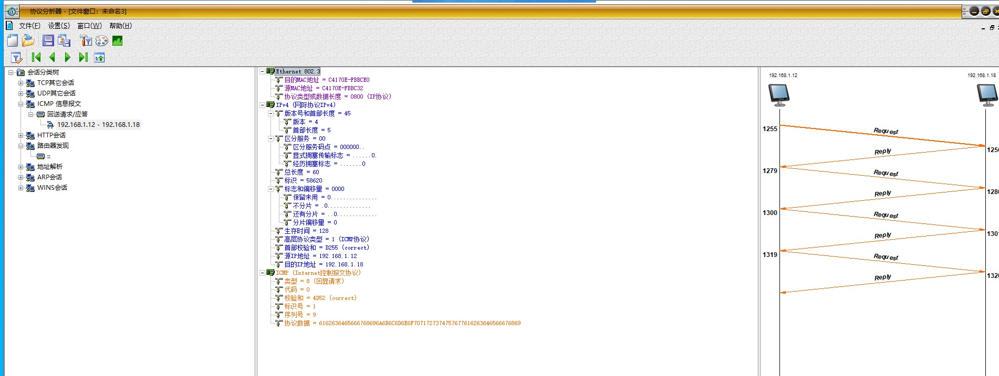 协议分析器 - [文件窗口: 未命名3]
文件(F) 设置(S) 窗口(W) 帮助(H)
会话分类树
TCP其它会话
UDP其它会话
ICMP 信息报文
回送请求/应答
192.168.1.12 - 192.168.1.18
HTTP会话
路由器发现
::
地址解析
ARP会话
WINS会话
Ethernet 802.3
目的MAC地址 = C4170E-FBBCE0
源MAC地址 = C4170E-FBBC32
协议类型或数据长度 = 0800 (IP协议)
IPv4 (网际协议IPv4)
版本号和首部长度 = 45
版本 = 4
首部长度 = 5
区分服务 = 00
区分服务码点 = 000000..
显式拥塞传输标志 = ......0.
经历拥塞标志 = .......0
总长度 = 60
标识 = 58620
标志和偏移量 = 0000
保留未用 = 0...............
不分片 = .0..............
还有分片 = ..0.............
分片偏移量 = 0
生存时间 = 128
高层协议类型 = 1 (ICMP协议)
首部校验和 = D255 (correct)
源IP地址 = 192.168.1.12
目的IP地址 = 192.168.1.18
ICMP (Internet控制报文协议)
类型 = 8 (回显请求)
代码 = 0
校验和 = 4D52 (correct)
标识号 = 1
序列号 = 9
协议数据 = 6162636465666768696A6B6C6D6E6F7071727374757677616263646566676869
192.168.1.12 192.168.1.18
1255 Request
Reply
1279 Request
Reply
1300 Request
Reply
1319 Request
Reply